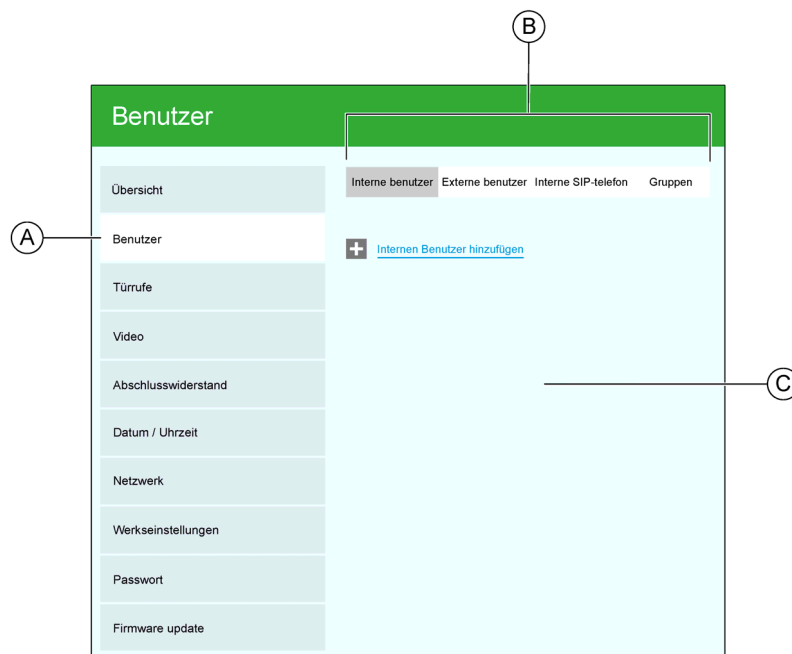 B
Benutzer
Interne benutzer Externe benutzer Interne SIP-telefon Gruppen
Übersicht
A
Benutzer
Internen Benutzer hinzufügen
Türrufe
Video
Abschlusswiderstand
C
Datum / Uhrzeit
Netzwerk
Werkseinstellungen
Passwort
Firmware update